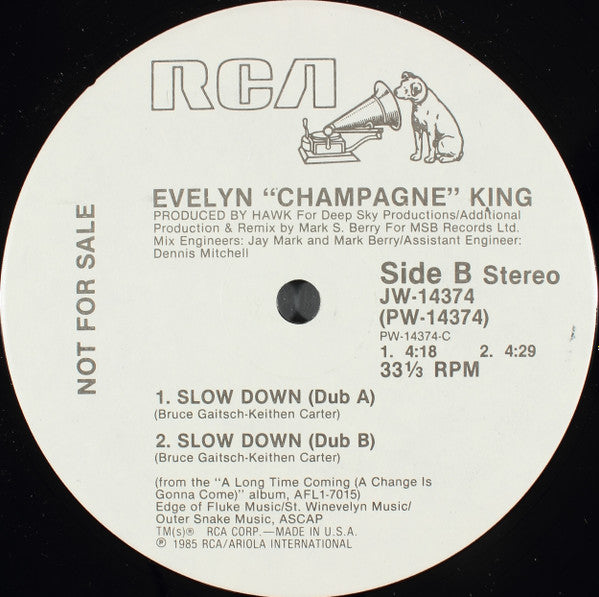 RCA
EVELYN “CHAMPAGNE” KING
PRODUCED BY HAWK For Deep Sky Productions/Additional
Production & Remix by Mark S. Berry For MSB Records Ltd.
Mix Engineers: Jay Mark and Mark Berry/Assistant Engineer:
Dennis Mitchell
NOT FOR SALE
Side B Stereo
JW-14374
(PW-14374)
PW-14374-C
1. 4:18 2. 4:29
33⅓ RPM
1. SLOW DOWN (Dub A)
(Bruce Gaitsch-Keithen Carter)
2. SLOW DOWN (Dub B)
(Bruce Gaitsch-Keithen Carter)
(from the “A Long Time Coming (A Change Is
Gonna Come)” album, AFL1-7015)
Edge of Fluke Music/St. Winevelyn Music/
Outer Snake Music, ASCAP
TM(s)® RCA CORP.—MADE IN U.S.A.
℗ 1985 RCA/ARIOLA INTERNATIONAL